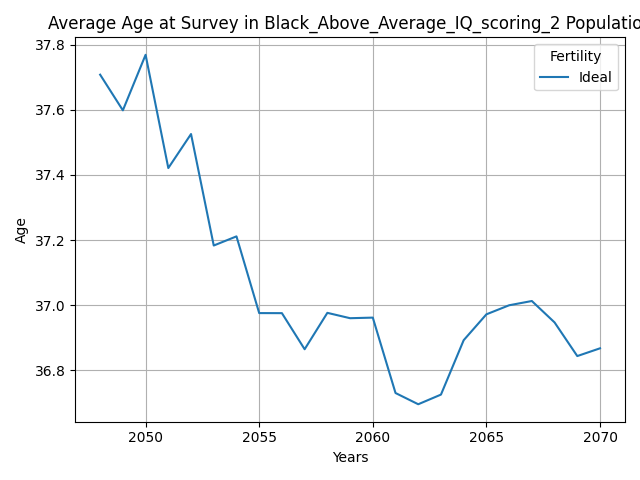 Average Age at Survey in Black_Above_Average_IQ_scoring_2 Populatio
Fertility
Ideal
37.8
37.6
37.4
37.2
37.0
36.8
Age
2050 2055 2060 2065 2070
Years